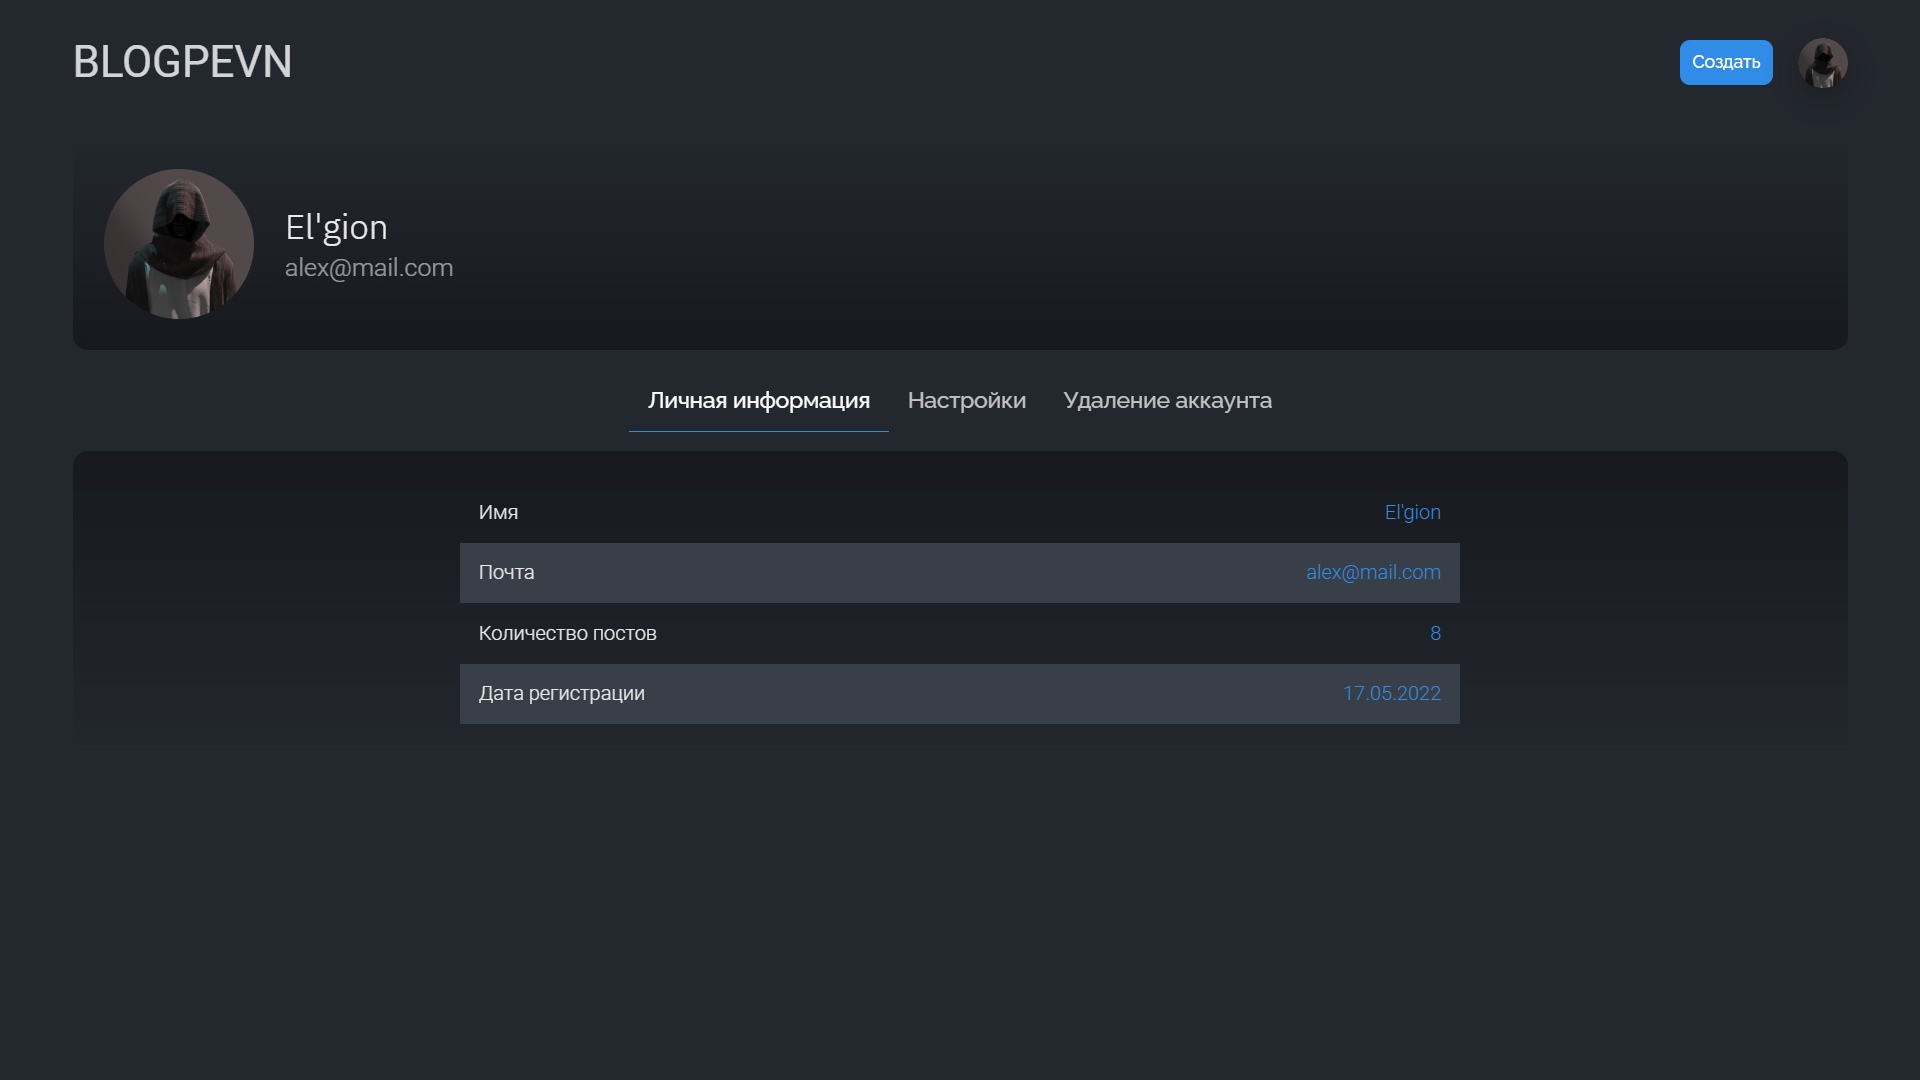 BLOGPEVN
Создать
El'gion
alex@mail.com
Личная информация Настройки Удаление аккаунта
Имя El'gion
Почта alex@mail.com
Количество постов 8
Дата регистрации 17.05.2022